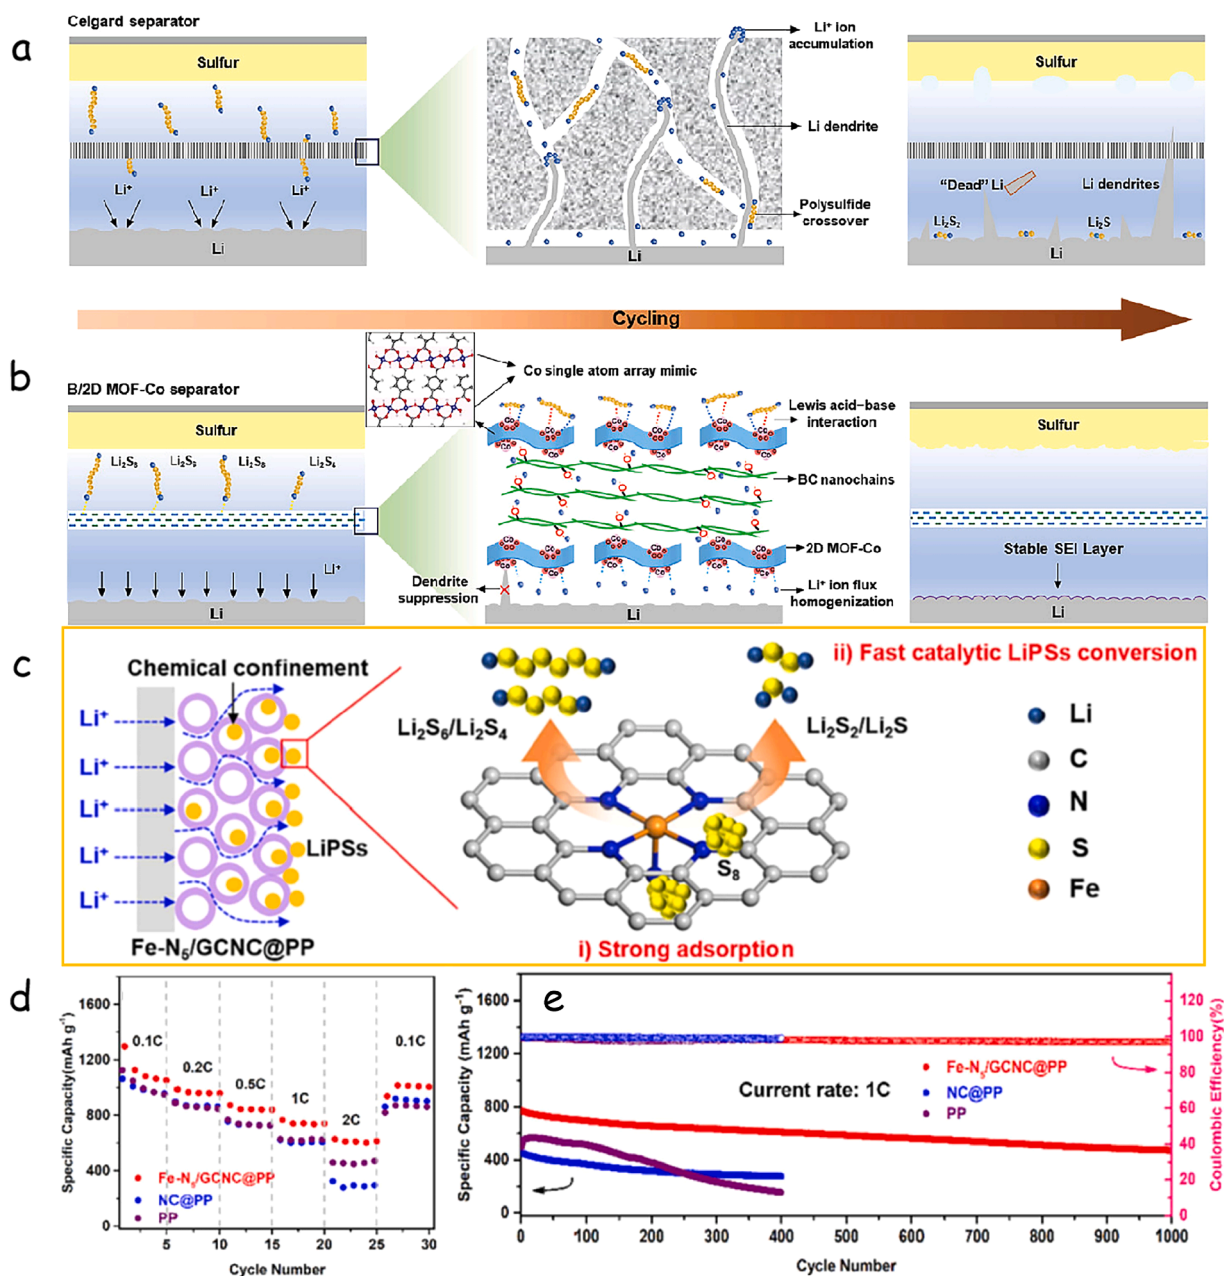 Celgard separator
a
Sulfur
Li⁺
Li⁺
Li⁺
Li
Li⁺ ion
accumulation
Li dendrite
Polysulfide
crossover
Li
Sulfur
"Dead" Li
Li dendrites
Li₂S₂
Li₂S
Li
Cycling
b
B/2D MOF-Co separator
Co single atom array mimic
Sulfur
Li₂S₈
Li₂S₆
Li⁺
Li
Co
Lewis acid–base
interaction
BC nanochains
2D MOF-Co
Dendrite
suppression
Li⁺ ion flux
homogenization
Li
Sulfur
Stable SEI Layer
Li
c
Chemical confinement
Li⁺
Li⁺
Li⁺
Li⁺
Li⁺
LiPSs
Fe-N₅/GCNC@PP
ii) Fast catalytic LiPSs conversion
Li₂S₆/Li₂S₄
Li₂S₂/Li₂S
S₈
i) Strong adsorption
Li
C
N
S
Fe
d
Specific Capacity(mAh g⁻¹)
1600
1200
800
400
0
0.1C
0.2C
0.5C
1C
2C
0.1C
Fe-N₅/GCNC@PP
NC@PP
PP
5 10 15 20 25 30
Cycle Number
e
Specific Capacity (mAh g⁻¹)
1600
1200
800
400
0
Current rate: 1C
Fe-N₅/GCNC@PP
NC@PP
PP
120
100
80
60
40
20
0
Coulombic Efficiency(%)
0 100 200 300 400 500 600 700 800 900 1000
Cycle Number